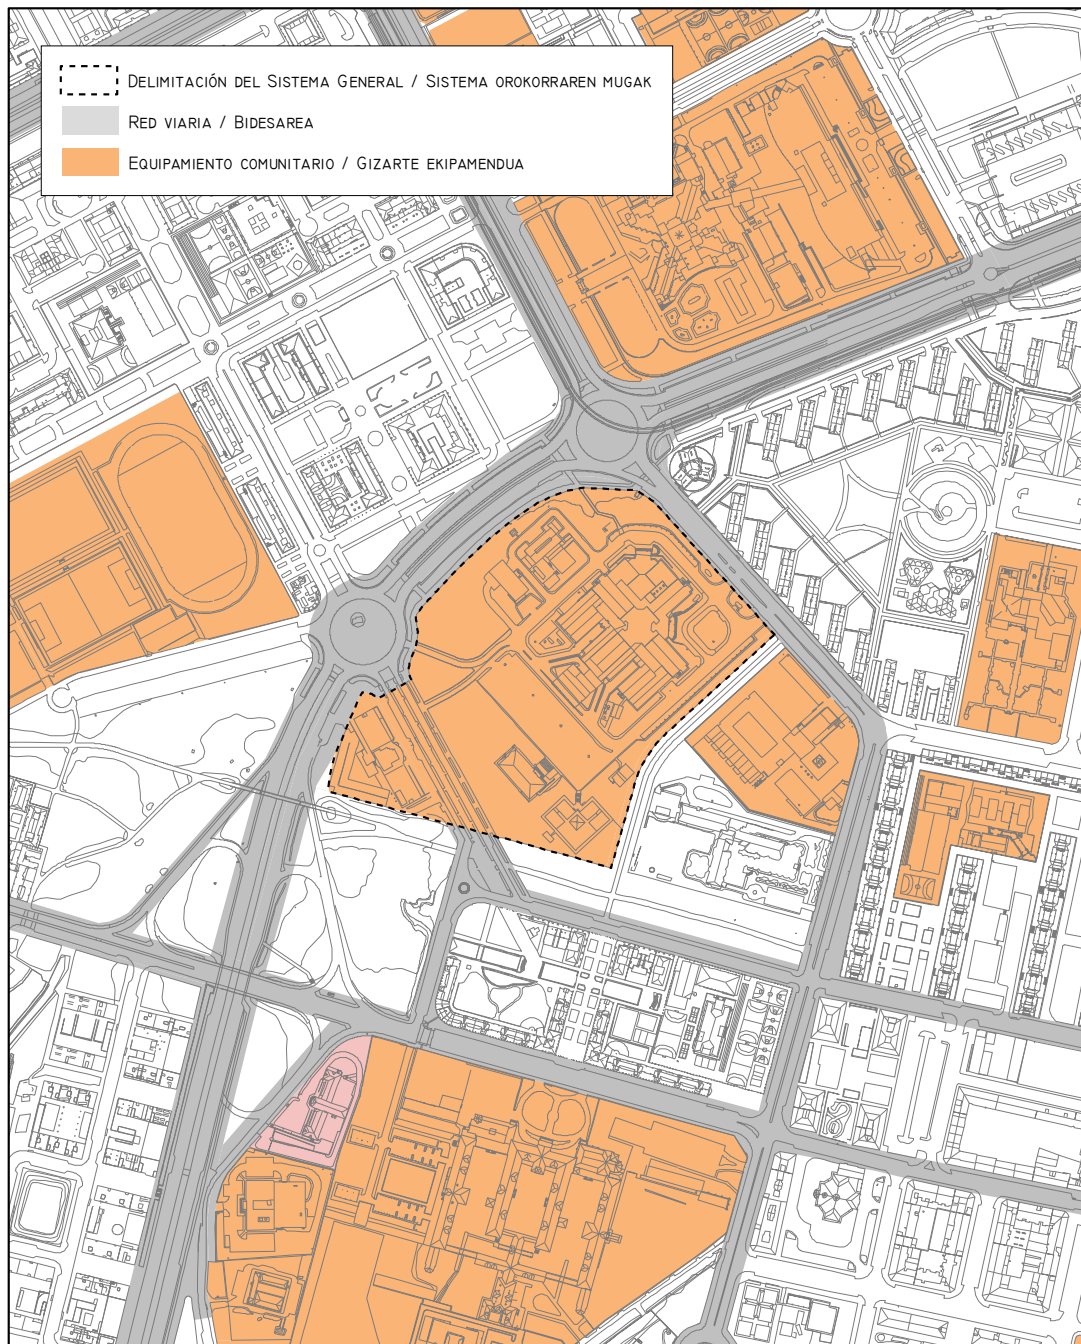 DELIMITACIÓN DEL SISTEMA GENERAL / SISTEMA OROKORRAREN MUGAK
RED VIARIA / BIDESAREA
EQUIPAMIENTO COMUNITARIO / GIZARTE EKIPAMENDUA